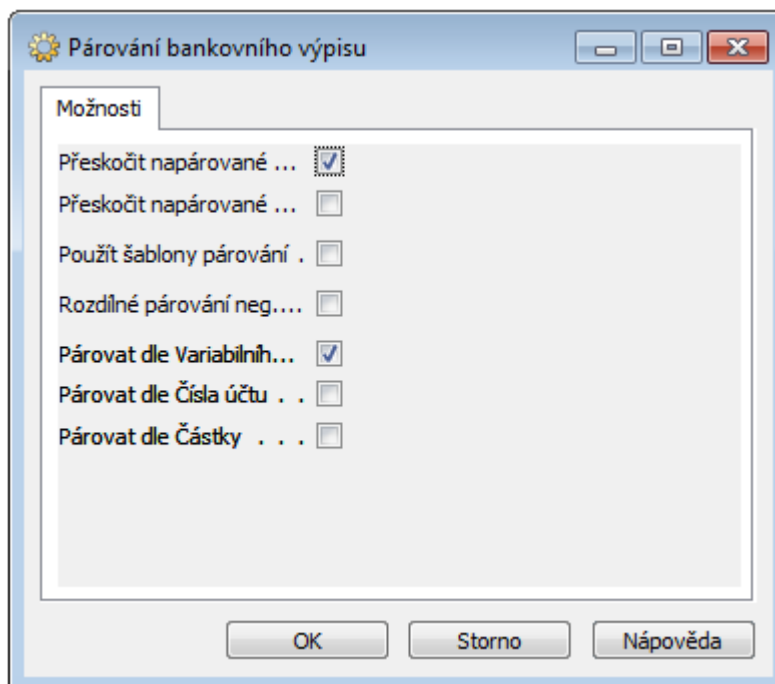 Párování bankovního výpisu
Možnosti
Přeskočit napárované ...
Přeskočit napárované ...
Použít šablony párování .
Rozdílné párování neg....
Párovat dle Variabilníh...
Párovat dle Čísla účtu . .
Párovat dle Částky . . .
OK Storno Nápověda